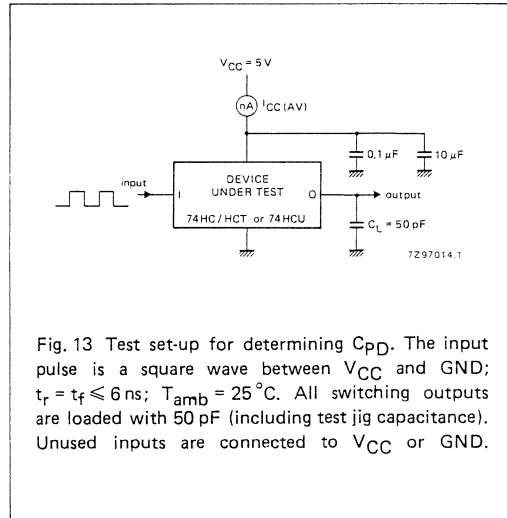 VCC = 5 V
nA ICC(AV)
0,1 μF
10 μF
DEVICE
UNDER TEST
input
I
O
output
74HC/HCT or 74HCU
CL = 50 pF
7Z97014.1
Fig. 13 Test set-up for determining CPD. The input
pulse is a square wave between VCC and GND;
tr = tf ⩽ 6 ns; Tamb = 25 °C. All switching outputs
are loaded with 50 pF (including test jig capacitance).
Unused inputs are connected to VCC or GND.